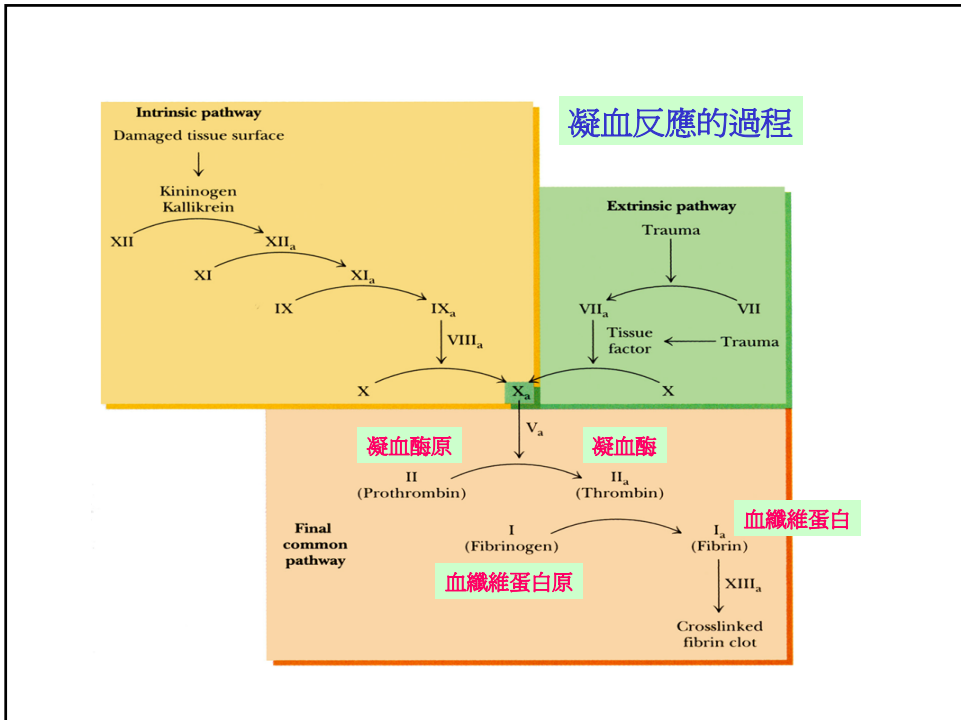 凝血反應的過程
Intrinsic pathway
Damaged tissue surface
Kininogen
Kallikrein
XII
XIIa
XI
XIa
IX
IXa
VIIIa
X
Xa
Extrinsic pathway
Trauma
VIIa
VII
Tissue
factor
Trauma
X
Va
凝血酶原
凝血酶
II
(Prothrombin)
IIa
(Thrombin)
Final
common
pathway
I
(Fibrinogen)
血纖維蛋白原
Ia
(Fibrin)
血纖維蛋白
XIIIa
Crosslinked
fibrin clot